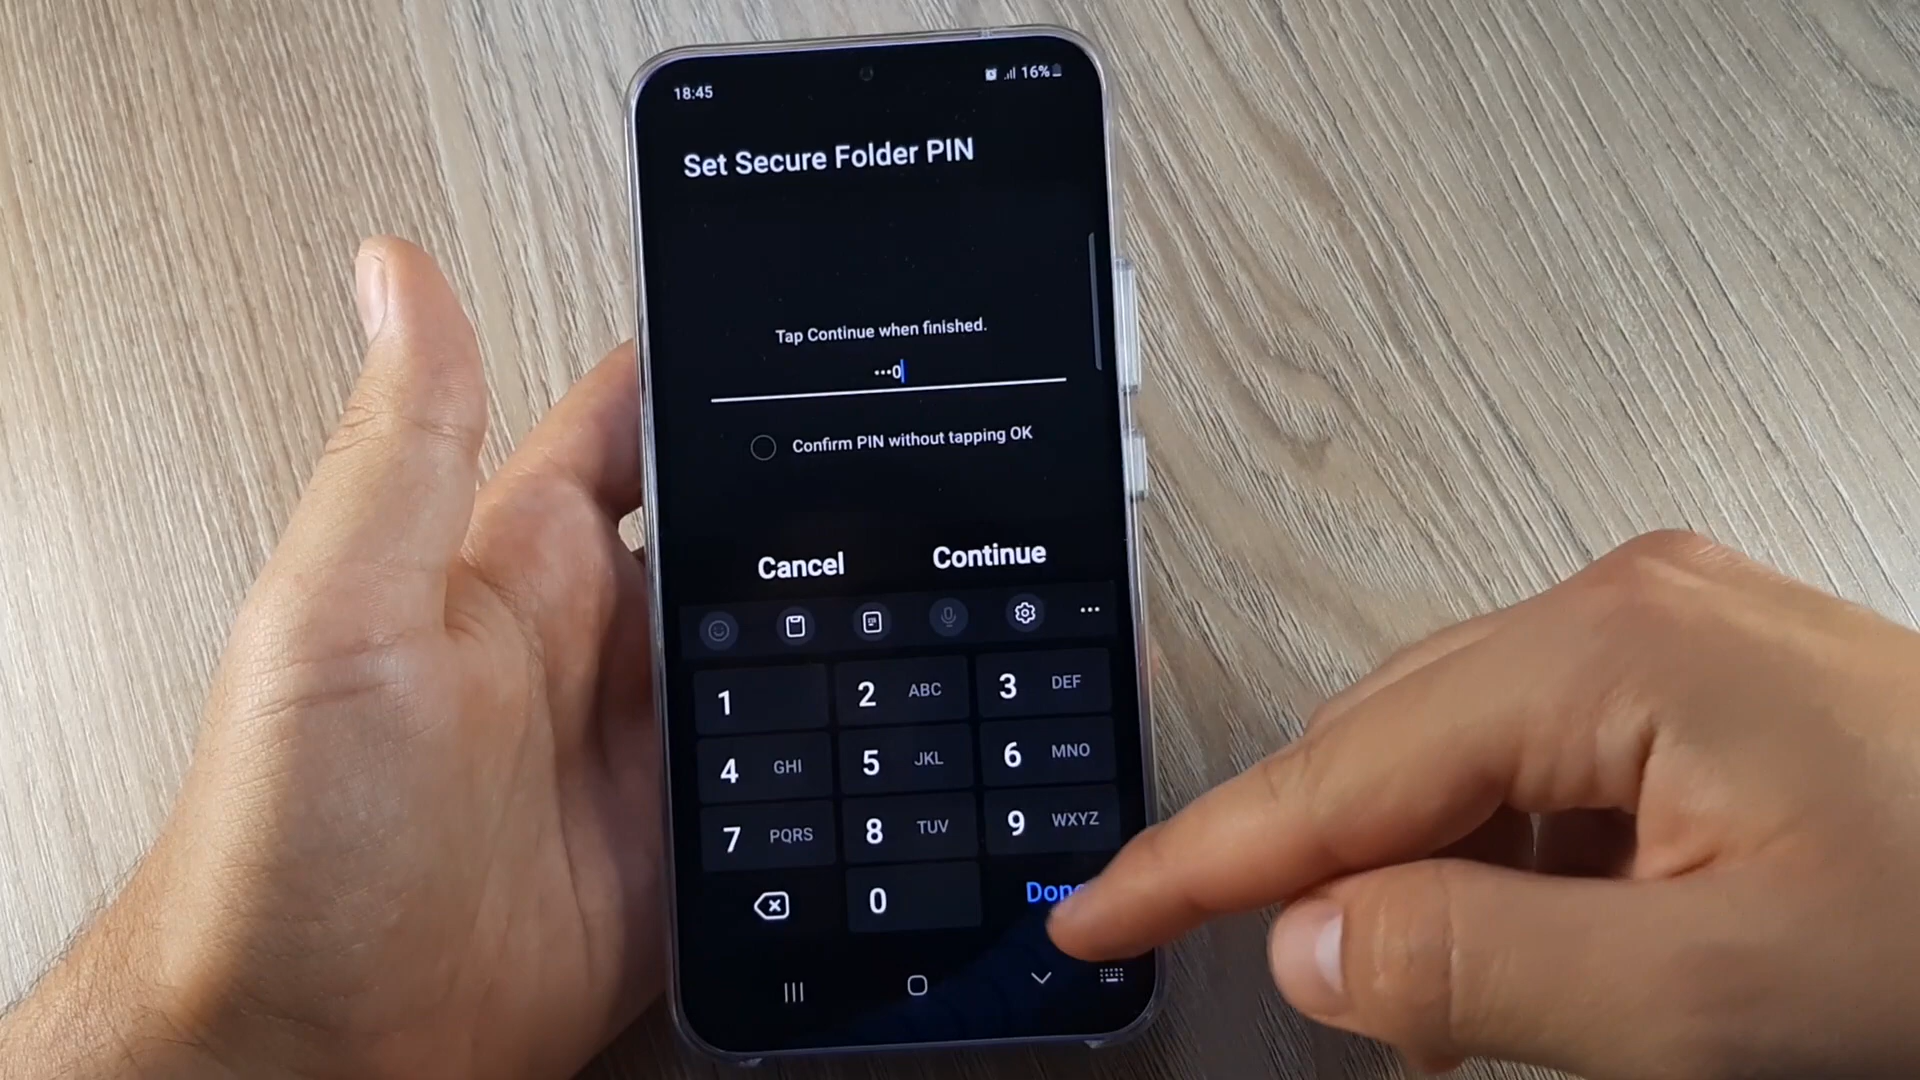 18:45
16%
Set Secure Folder PIN
Tap Continue when finished.
•••0
Confirm PIN without tapping OK
Cancel Continue
1 2 ABC 3 DEF
4 GHI 5 JKL 6 MNO
7 PQRS 8 TUV 9 WXYZ
0 Done